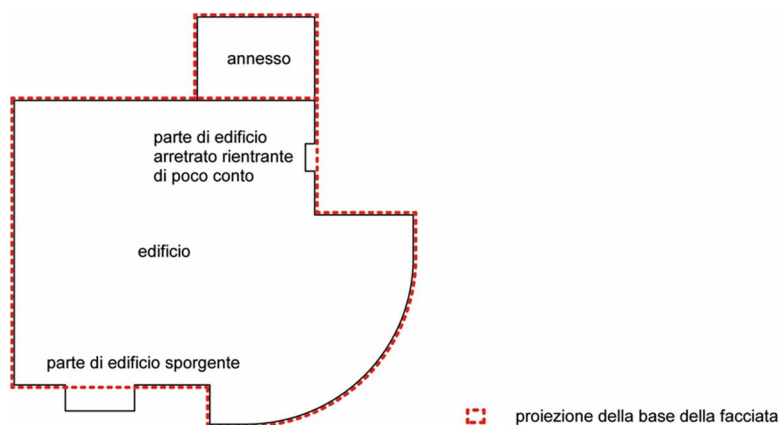 annesso
parte di edificio
arretrato rientrante
di poco conto
edificio
parte di edificio sporgente
proiezione della base della facciata